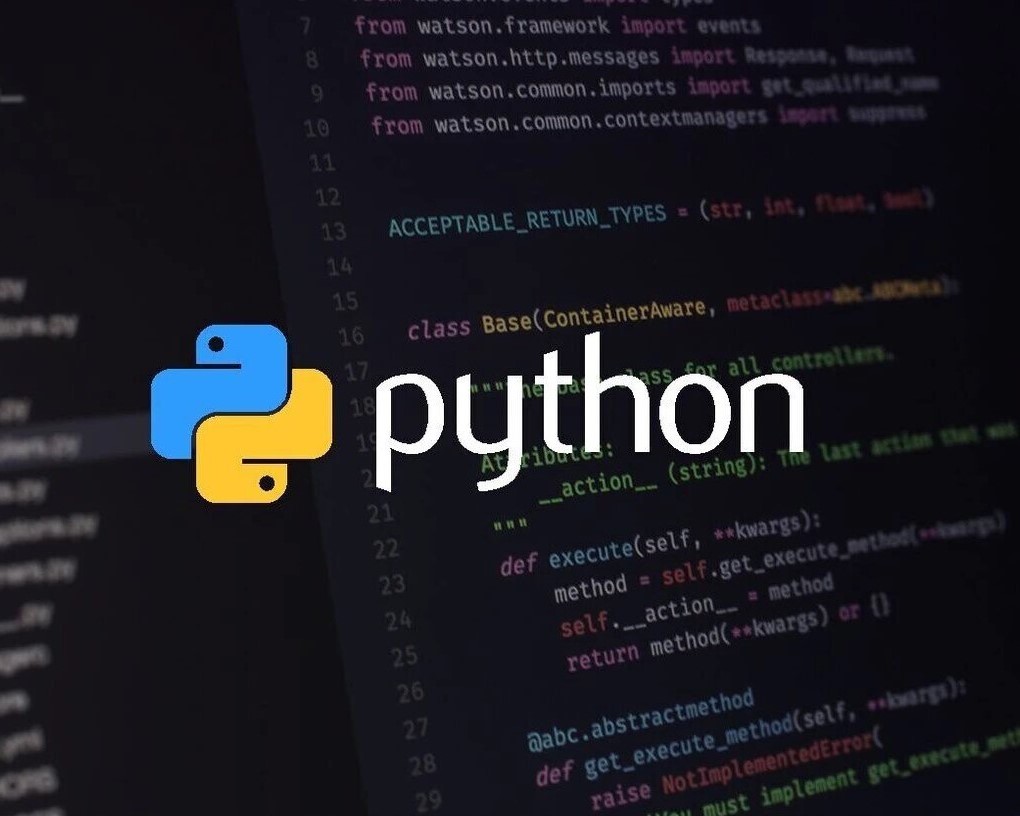 7 from watson.framework import events
8 from watson.http.messages import Response, Request
9 from watson.common.imports import get_qualified_name
10 from watson.common.contextmanagers import suppress
11
12
13 ACCEPTABLE_RETURN_TYPES = (str, int, float, bool)
14
15
16 class Base(ContainerAware, metaclass=abc.ABCMeta):
17 """The base class for all controllers.
18
python
Attributes:
__action__ (string): The last action that was
21 """
22 def execute(self, **kwargs):
23 method = self.get_execute_method(**kwargs)
24 self.__action__ = method
25 return method(**kwargs) or {}
26
27 @abc.abstractmethod
28 def get_execute_method(self, **kwargs):
29 raise NotImplementedError(
You must implement get_execute_meth